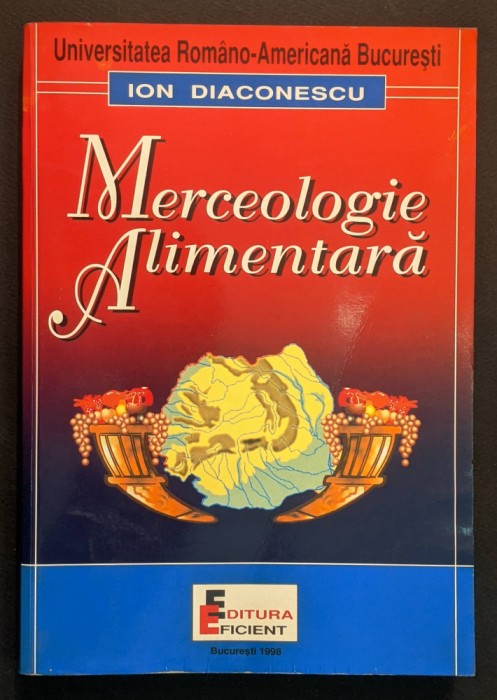 Universitatea Româno-Americană București
ION DIACONESCU
Merceologie
Alimentară
EDITURA
EFICIENT
București 1998